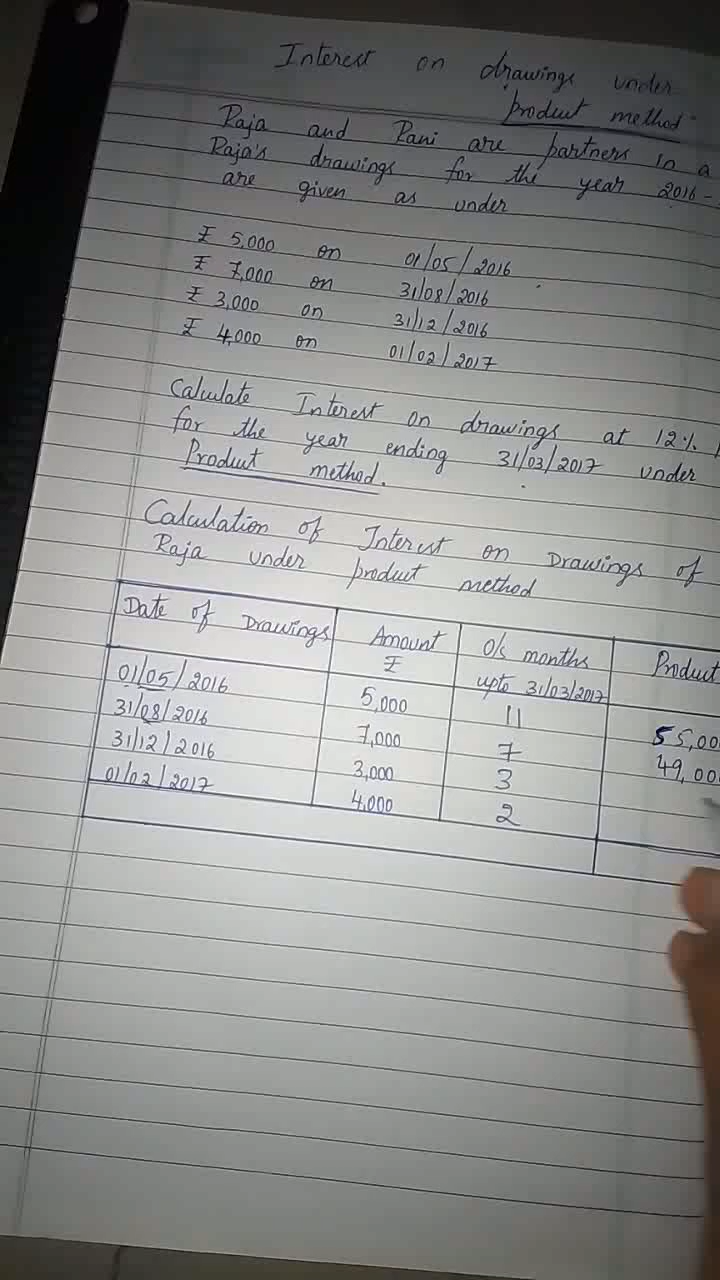 Interest on drawings under
product method
Raja and Rani are partners in a
Raja's drawings for the year 2016-
are given as under
₹ 5,000 on 01/05/2016
₹ 7,000 on 31/08/2016
₹ 3,000 on 31/12/2016
₹ 4,000 on 01/02/2017
Calculate Interest on drawings at 12%
for the year ending 31/03/2017 under
Product method.
Calculation of Interest on Drawings of
Raja under product method
Date of Drawings Amount ₹ O/s months upto 31/03/2017 Product
01/05/2016 5,000 11 55,00
31/08/2016 7,000 7 49,00
31/12/2016 3,000 3
01/02/2017 4,000 2